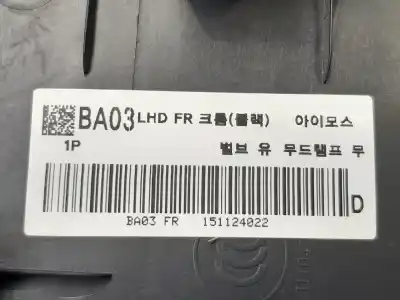 BA03 LHD FR 크롬(블랙) 아이모스
1P 벌브 유 무드램프 무
D
BA03 FR 151124022